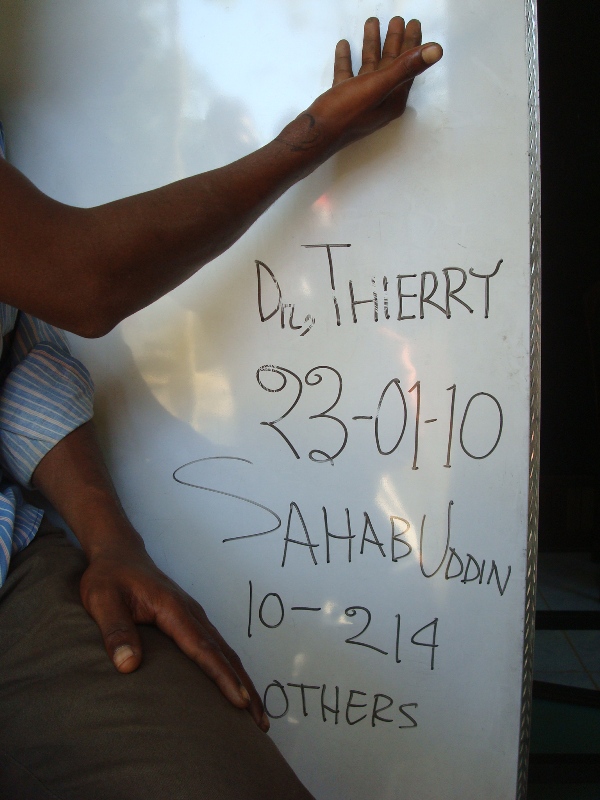 Dr, THIERRY
23-01-10
SAHABUDDIN
10-214
OTHERS